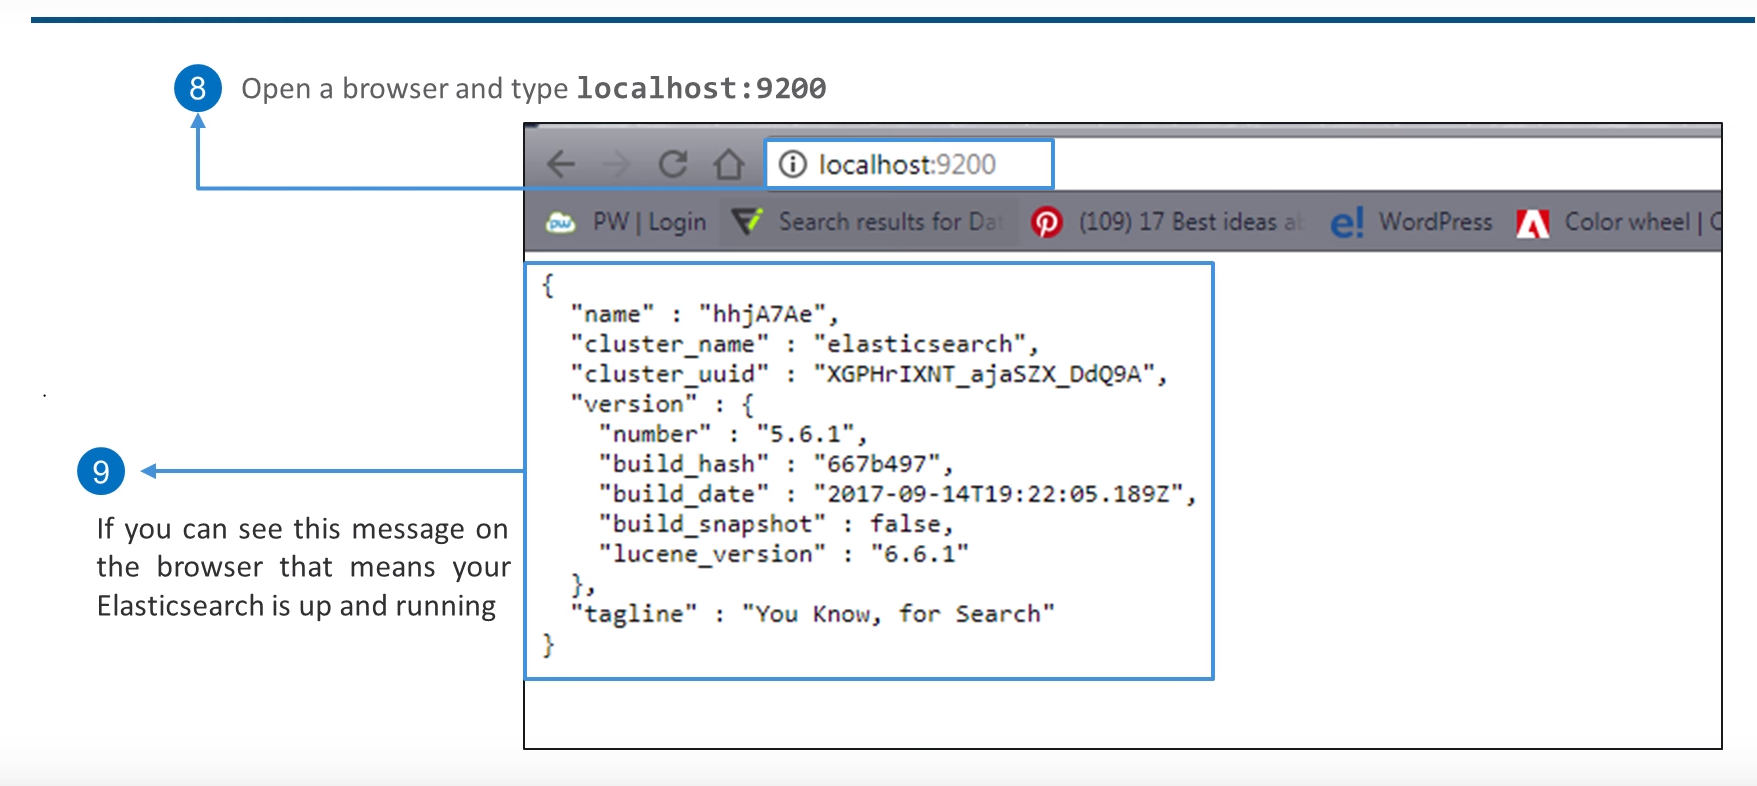 8 Open a browser and type localhost:9200
localhost:9200
PW | Login Search results for Dat (109) 17 Best ideas ab e! WordPress Color wheel | C
{
"name" : "hhjA7Ae",
"cluster_name" : "elasticsearch",
"cluster_uuid" : "XGPHrIXNT_ajaSZX_DdQ9A",
"version" : {
"number" : "5.6.1",
"build_hash" : "667b497",
"build_date" : "2017-09-14T19:22:05.189Z",
"build_snapshot" : false,
"lucene_version" : "6.6.1"
},
"tagline" : "You Know, for Search"
}
9
If you can see this message on
the browser that means your
Elasticsearch is up and running